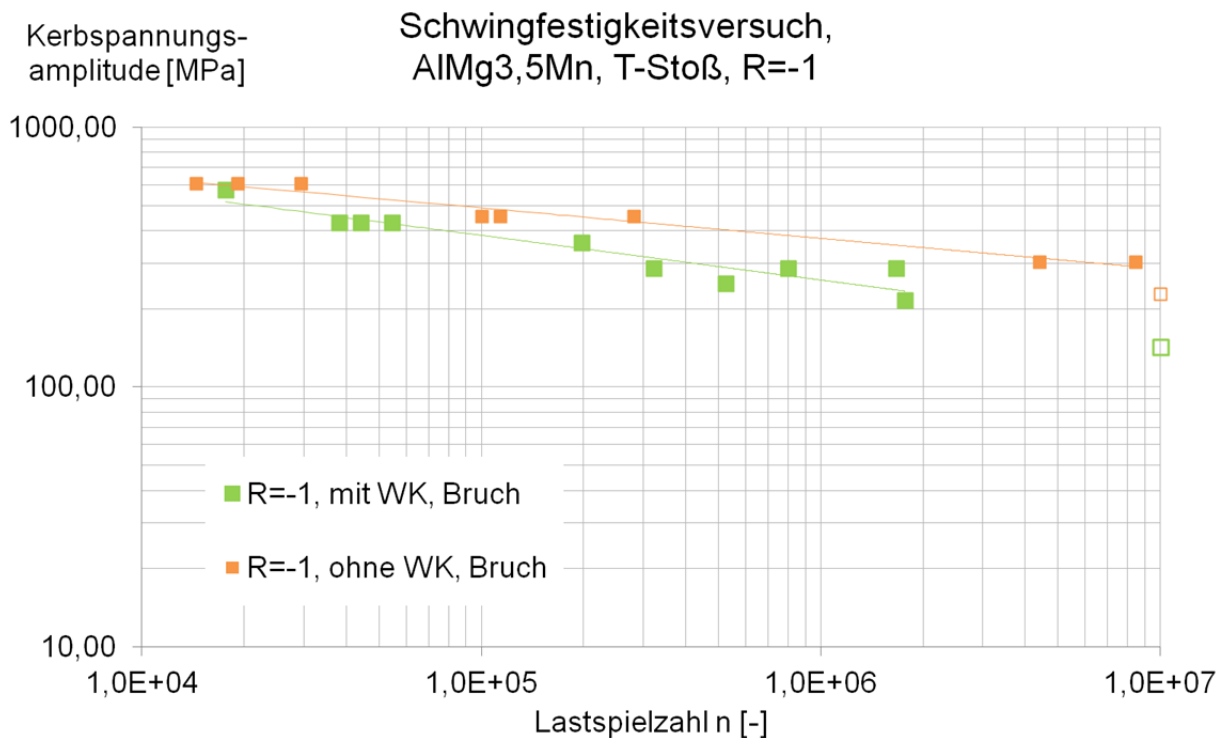 Kerbspannungs-
amplitude [MPa]
Schwingfestigkeitsversuch,
AlMg3,5Mn, T-Stoß, R=-1
1000,00
100,00
10,00
R=-1, mit WK, Bruch
R=-1, ohne WK, Bruch
1,0E+04
1,0E+05
1,0E+06
1,0E+07
Lastspielzahl n [-]